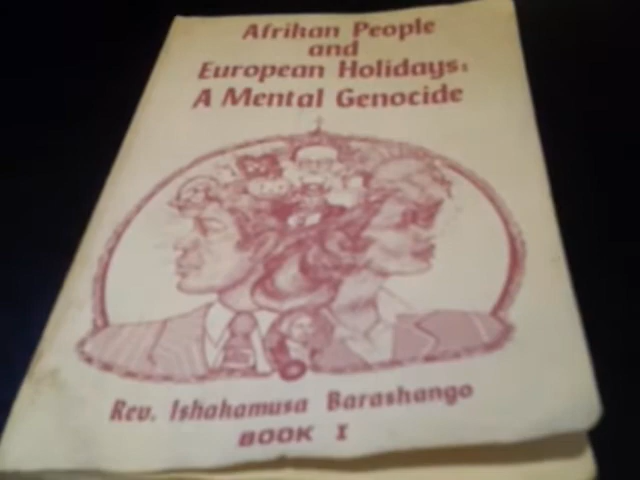 Afrikan People
and
European Holidays:
A Mental Genocide
Rev. Ishakamusa Barashango
BOOK I